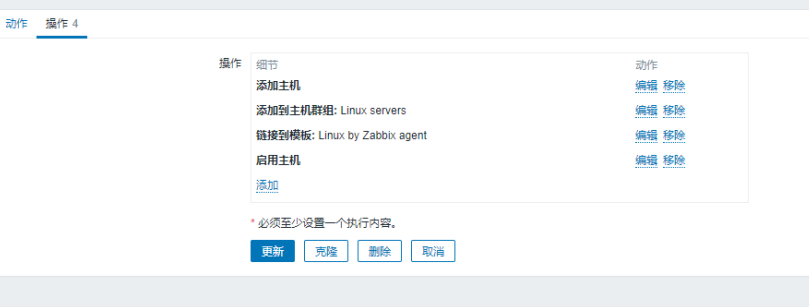 动作 操作 4
操作 细节 动作
添加主机 编辑 移除
添加到主机群组: Linux servers 编辑 移除
链接到模板: Linux by Zabbix agent 编辑 移除
启用主机 编辑 移除
添加
* 必须至少设置一个执行内容。
更新 克隆 删除 取消